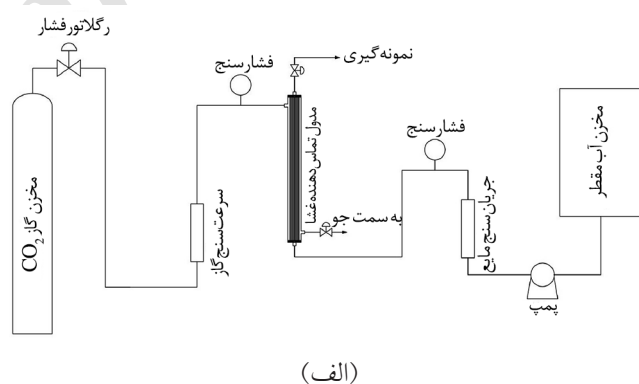 رگلاتورفشار
فشارسنج
نمونه‌گیری
فشارسنج
مخزن گاز CO2
سرعت‌سنج گاز
مدول تماس‌دهنده‌غشا
به سمت جو
جریان‌سنج مایع
مخزن آب مقطر
پمپ
(الف)